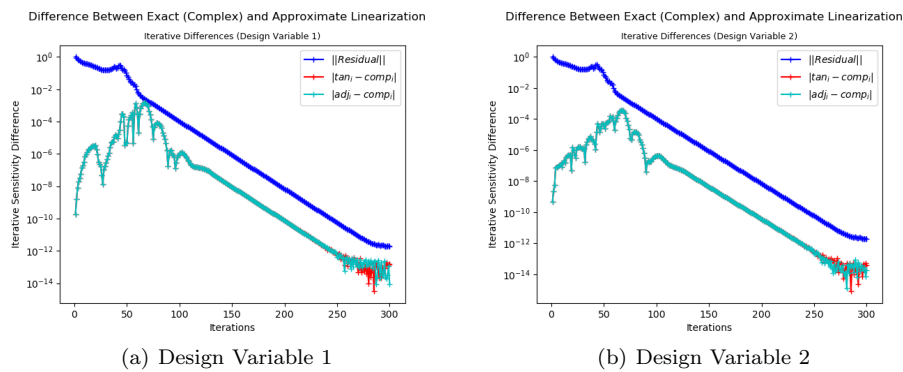 Difference Between Exact (Complex) and Approximate Linearization
Iterative Differences (Design Variable 1)
Iterative Sensitivity Difference
10^0
10^-2
10^-4
10^-6
10^-8
10^-10
10^-12
10^-14
||Residual||
|tan_i − comp_i|
|adj_i − comp_i|
0 50 100 150 200 250 300
Iterations
(a) Design Variable 1
Difference Between Exact (Complex) and Approximate Linearization
Iterative Differences (Design Variable 2)
Iterative Sensitivity Difference
10^0
10^-2
10^-4
10^-6
10^-8
10^-10
10^-12
10^-14
||Residual||
|tan_i − comp_i|
|adj_i − comp_i|
0 50 100 150 200 250 300
Iterations
(b) Design Variable 2